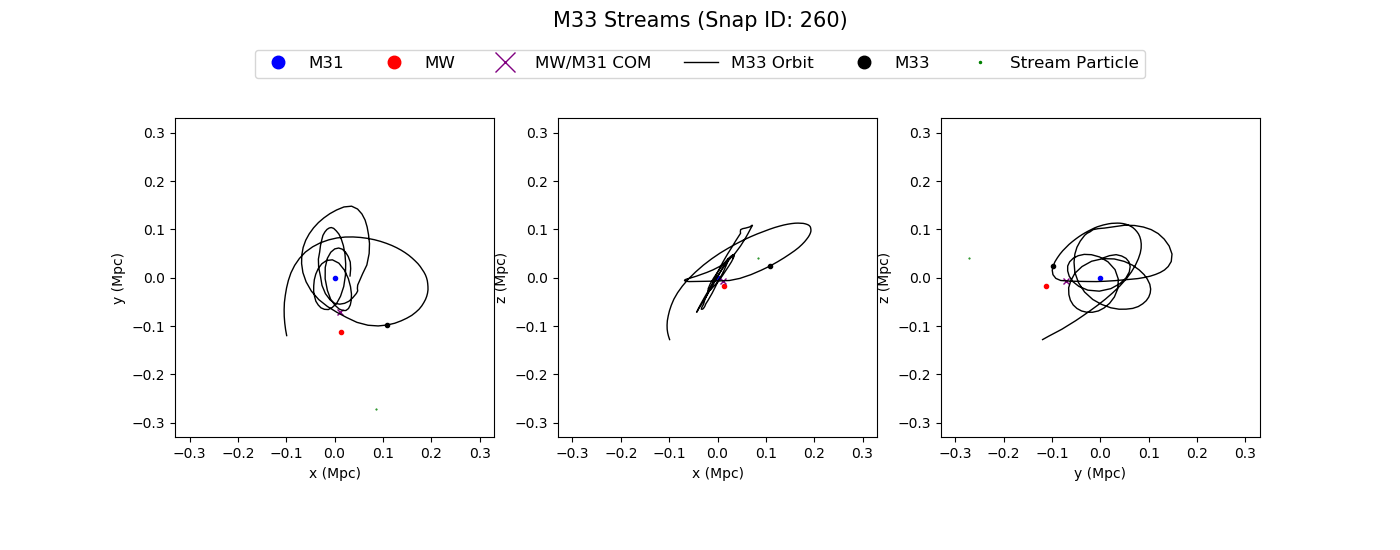 M33 Streams (Snap ID: 260)
M31 MW MW/M31 COM M33 Orbit M33 Stream Particle
0.3 0.3 0.3
0.2 0.2 0.2
0.1 0.1 0.1
y (Mpc) 0.0 z (Mpc) 0.0 z (Mpc) 0.0
−0.1 −0.1 −0.1
−0.2 −0.2 −0.2
−0.3 −0.3 −0.3
−0.3 −0.2 −0.1 0.0 0.1 0.2 0.3 −0.3 −0.2 −0.1 0.0 0.1 0.2 0.3 −0.3 −0.2 −0.1 0.0 0.1 0.2 0.3
x (Mpc) x (Mpc) y (Mpc)